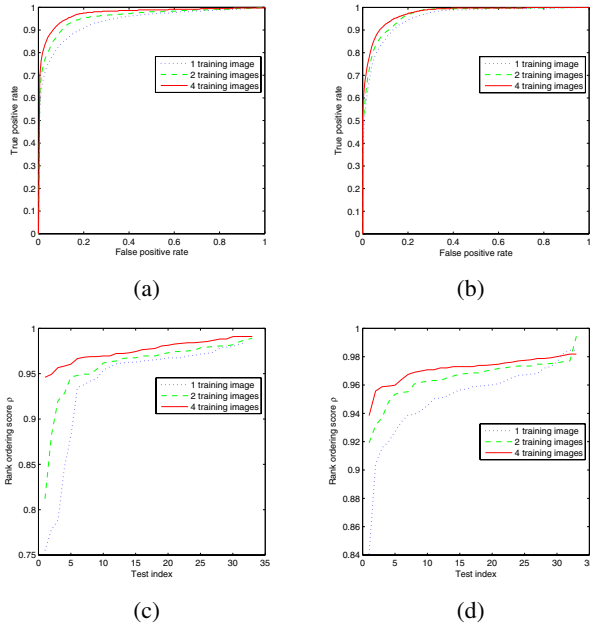 1
0.9
0.8
0.7
0.6
0.5
0.4
0.3
0.2
0.1
0
True positive rate
1 training image
2 training images
4 training images
0 0.2 0.4 0.6 0.8 1
False positive rate
(a)
1
0.9
0.8
0.7
0.6
0.5
0.4
0.3
0.2
0.1
0
True positive rate
1 training image
2 training images
4 training images
0 0.2 0.4 0.6 0.8 1
False positive rate
(b)
1
0.95
0.9
0.85
0.8
0.75
Rank ordering score ρ
1 training image
2 training images
4 training images
0 5 10 15 20 25 30 35
Test index
(c)
1
0.98
0.96
0.94
0.92
0.9
0.88
0.86
0.84
Rank ordering score ρ
1 training image
2 training images
4 training images
0 5 10 15 20 25 30 35
Test index
(d)